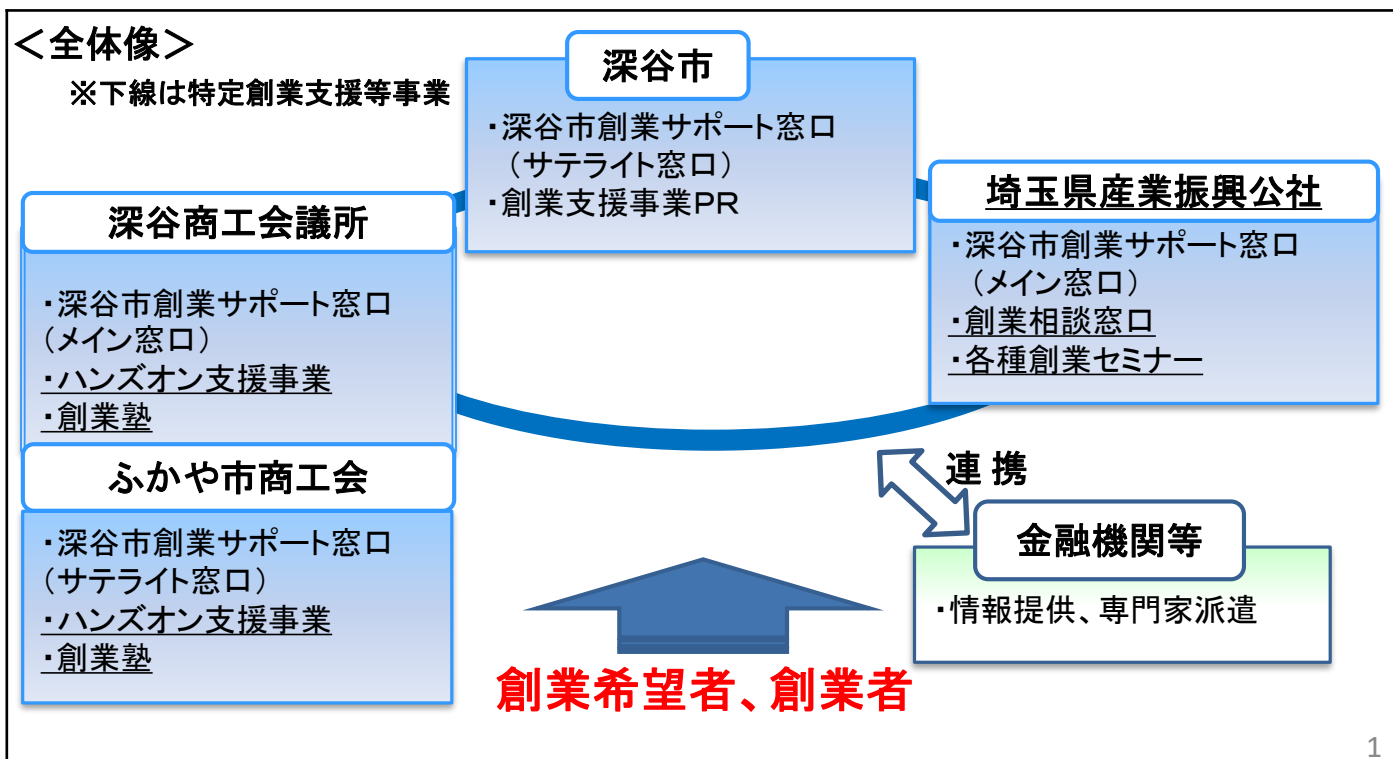 ＜全体像＞
※下線は特定創業支援等事業
深谷市
・深谷市創業サポート窓口
（サテライト窓口）
・創業支援事業PR
深谷商工会議所
・深谷市創業サポート窓口
（メイン窓口）
・ハンズオン支援事業
・創業塾
埼玉県産業振興公社
・深谷市創業サポート窓口
（メイン窓口）
・創業相談窓口
・各種創業セミナー
ふかや市商工会
・深谷市創業サポート窓口
（サテライト窓口）
・ハンズオン支援事業
・創業塾
連 携
金融機関等
・情報提供、専門家派遣
創業希望者、創業者
1